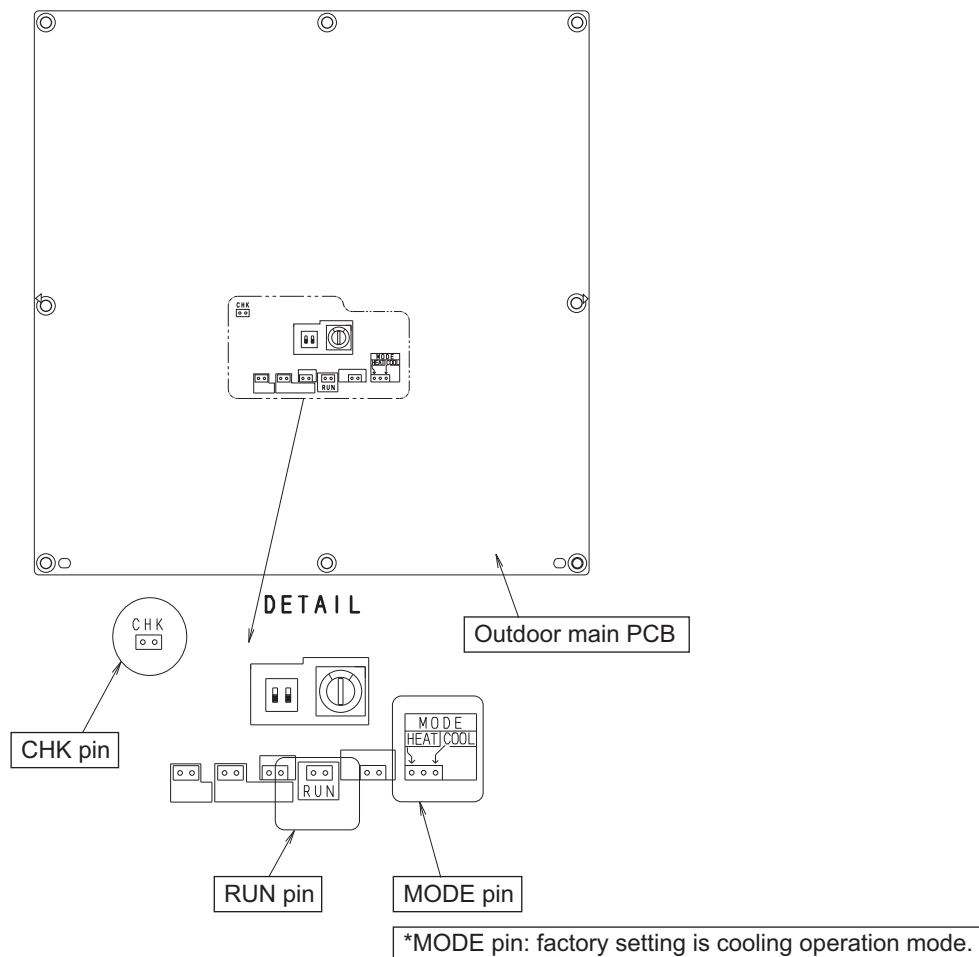 CHK
MODE
HEAT COOL
RUN
DETAIL
Outdoor main PCB
CHK
CHK pin
MODE
HEAT COOL
RUN
RUN pin
MODE pin
*MODE pin: factory setting is cooling operation mode.